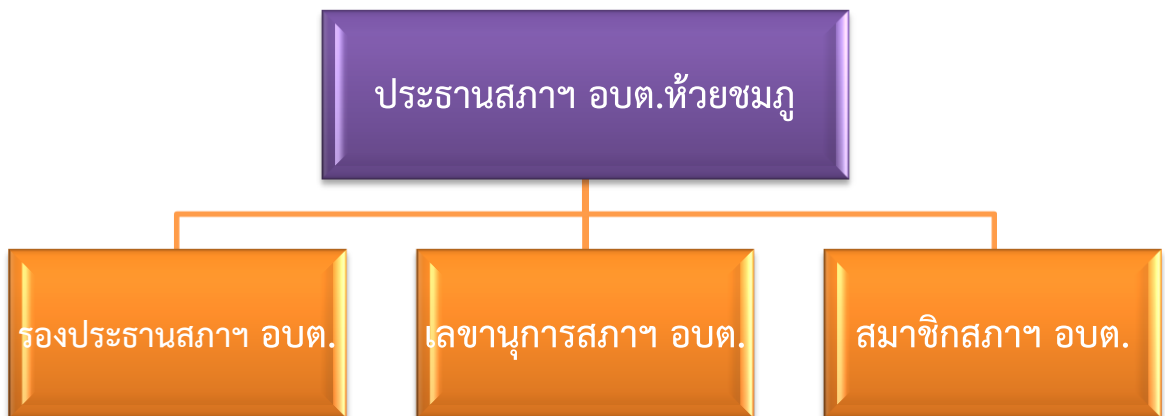 ประธานสภาฯ อบต.ห้วยชมภู
รองประธานสภาฯ อบต.
เลขานุการสภาฯ อบต.
สมาชิกสภาฯ อบต.